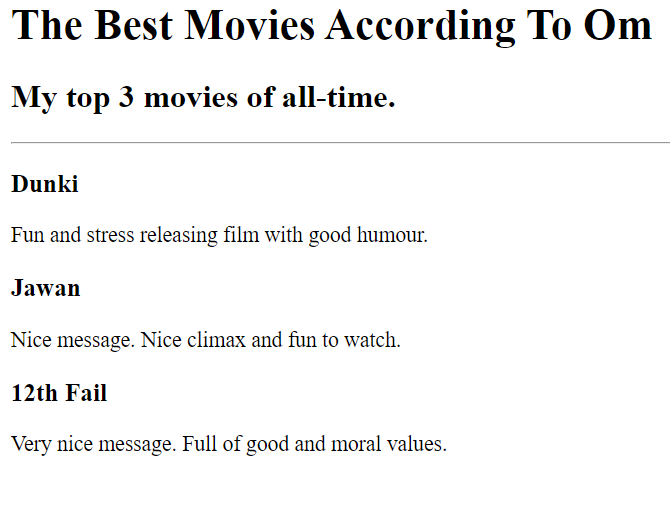 The Best Movies According To Om
My top 3 movies of all-time.
Dunki
Fun and stress releasing film with good humour.
Jawan
Nice message. Nice climax and fun to watch.
12th Fail
Very nice message. Full of good and moral values.